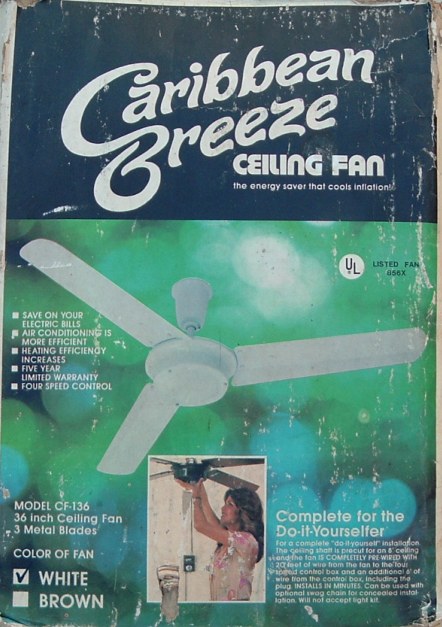 Caribbean
Breeze
CEILING FAN
the energy saver that cools inflation!
UL
LISTED FAN
SAVE ON YOUR
ELECTRIC BILLS
AIR CONDITIONING IS
MORE EFFICIENT
HEATING EFFICIENCY
INCREASES
FIVE YEAR
LIMITED WARRANTY
FOUR SPEED CONTROL
MODEL CF-136
36 inch Ceiling Fan
3 Metal Blades
COLOR OF FAN
WHITE
BROWN
Complete for the
Do-it-Yourselfer
For a complete "do-it-yourself" installation.
The ceiling shaft is precut for an 8' ceiling
and the fan IS COMPLETELY PRE WIRED WITH
20 feet of wire from the fan to the four
speed control box and an additional 6' of
wire from the control box, including the
plug. INSTALLS IN MINUTES. Can be used with
optional swag chain for concealed instal-
lation. Will not accept light kit.